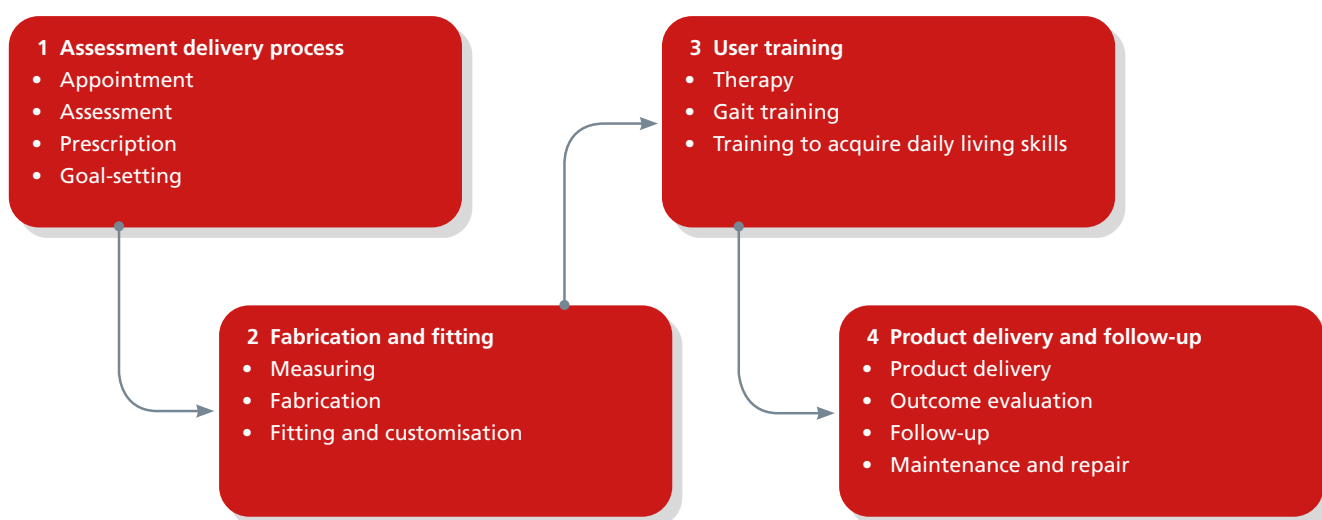 1 Assessment delivery process
• Appointment
• Assessment
• Prescription
• Goal-setting
2 Fabrication and fitting
• Measuring
• Fabrication
• Fitting and customisation
3 User training
• Therapy
• Gait training
• Training to acquire daily living skills
4 Product delivery and follow-up
• Product delivery
• Outcome evaluation
• Follow-up
• Maintenance and repair